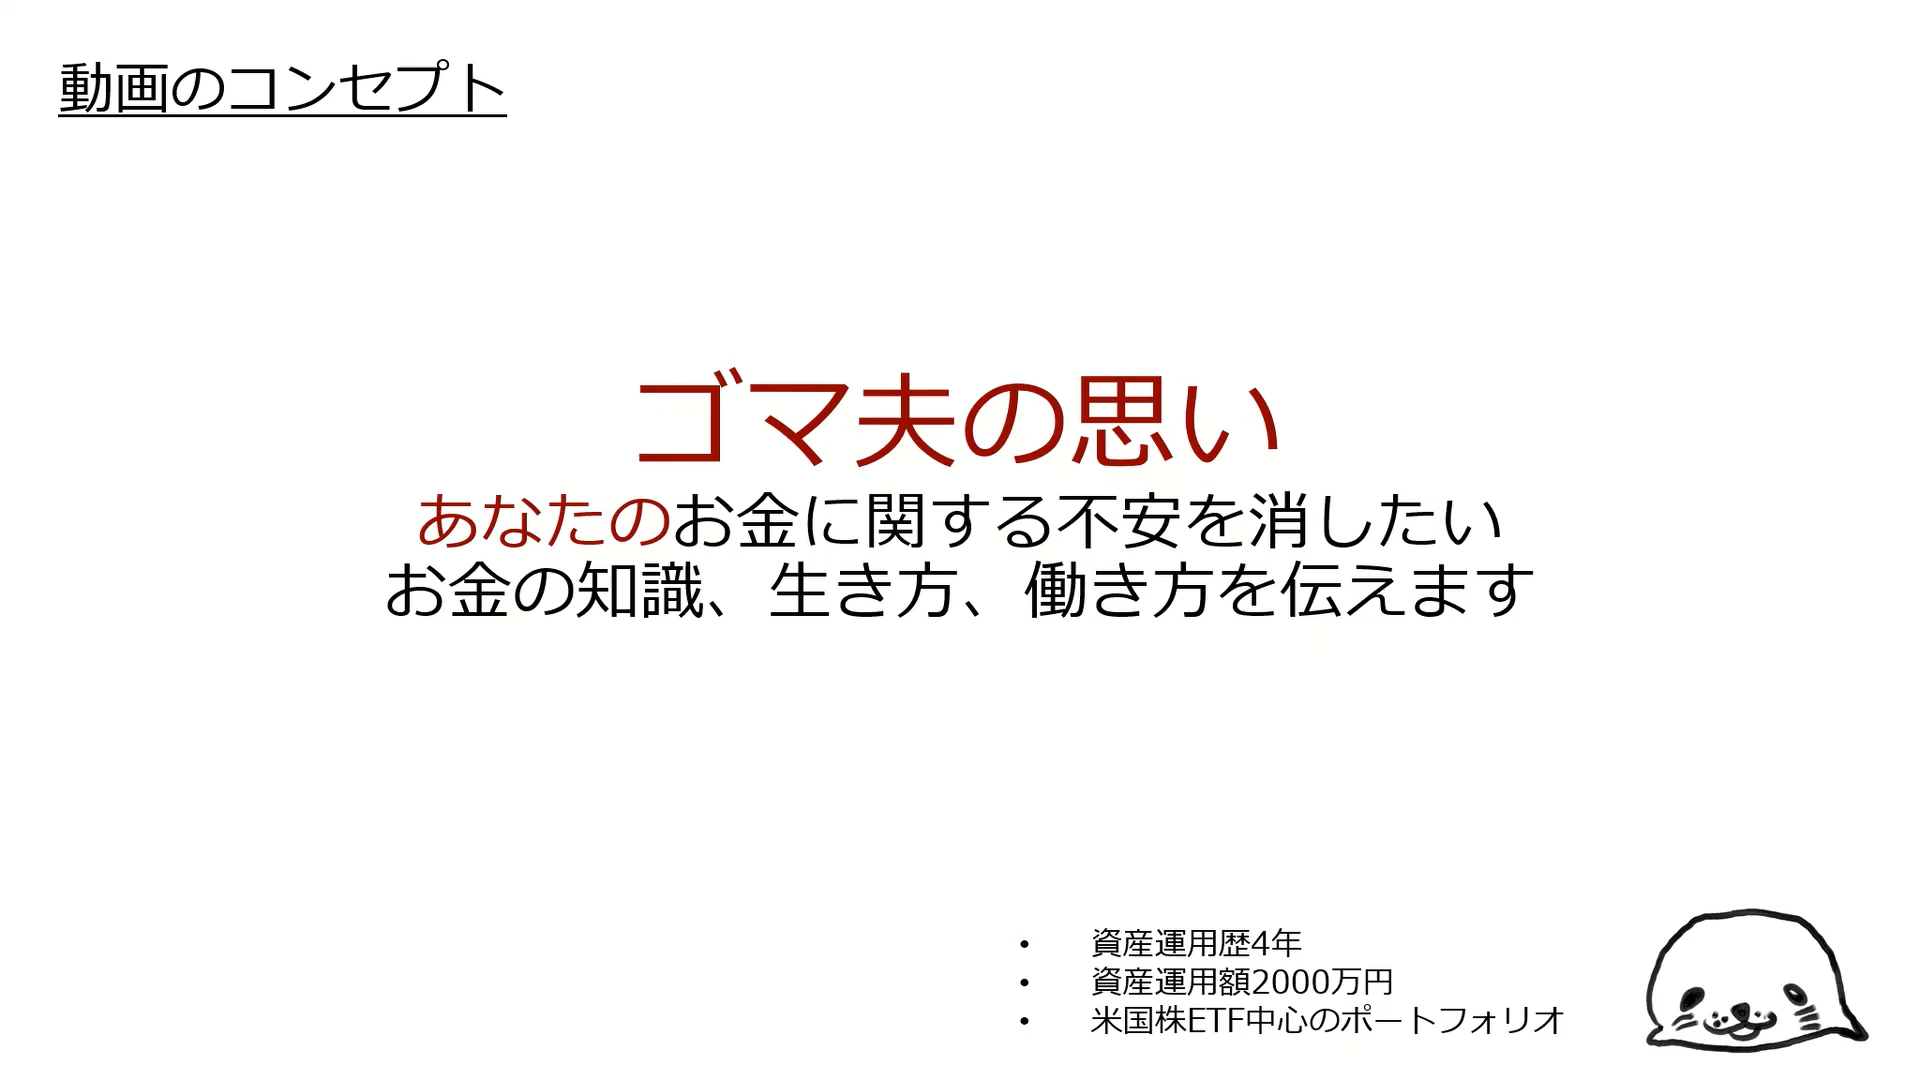 動画のコンセプト
ゴマ夫の思い
あなたのお金に関する不安を消したい
お金の知識、生き方、働き方を伝えます
• 資産運用歴4年
• 資産運用額2000万円
• 米国株ETF中心のポートフォリオ